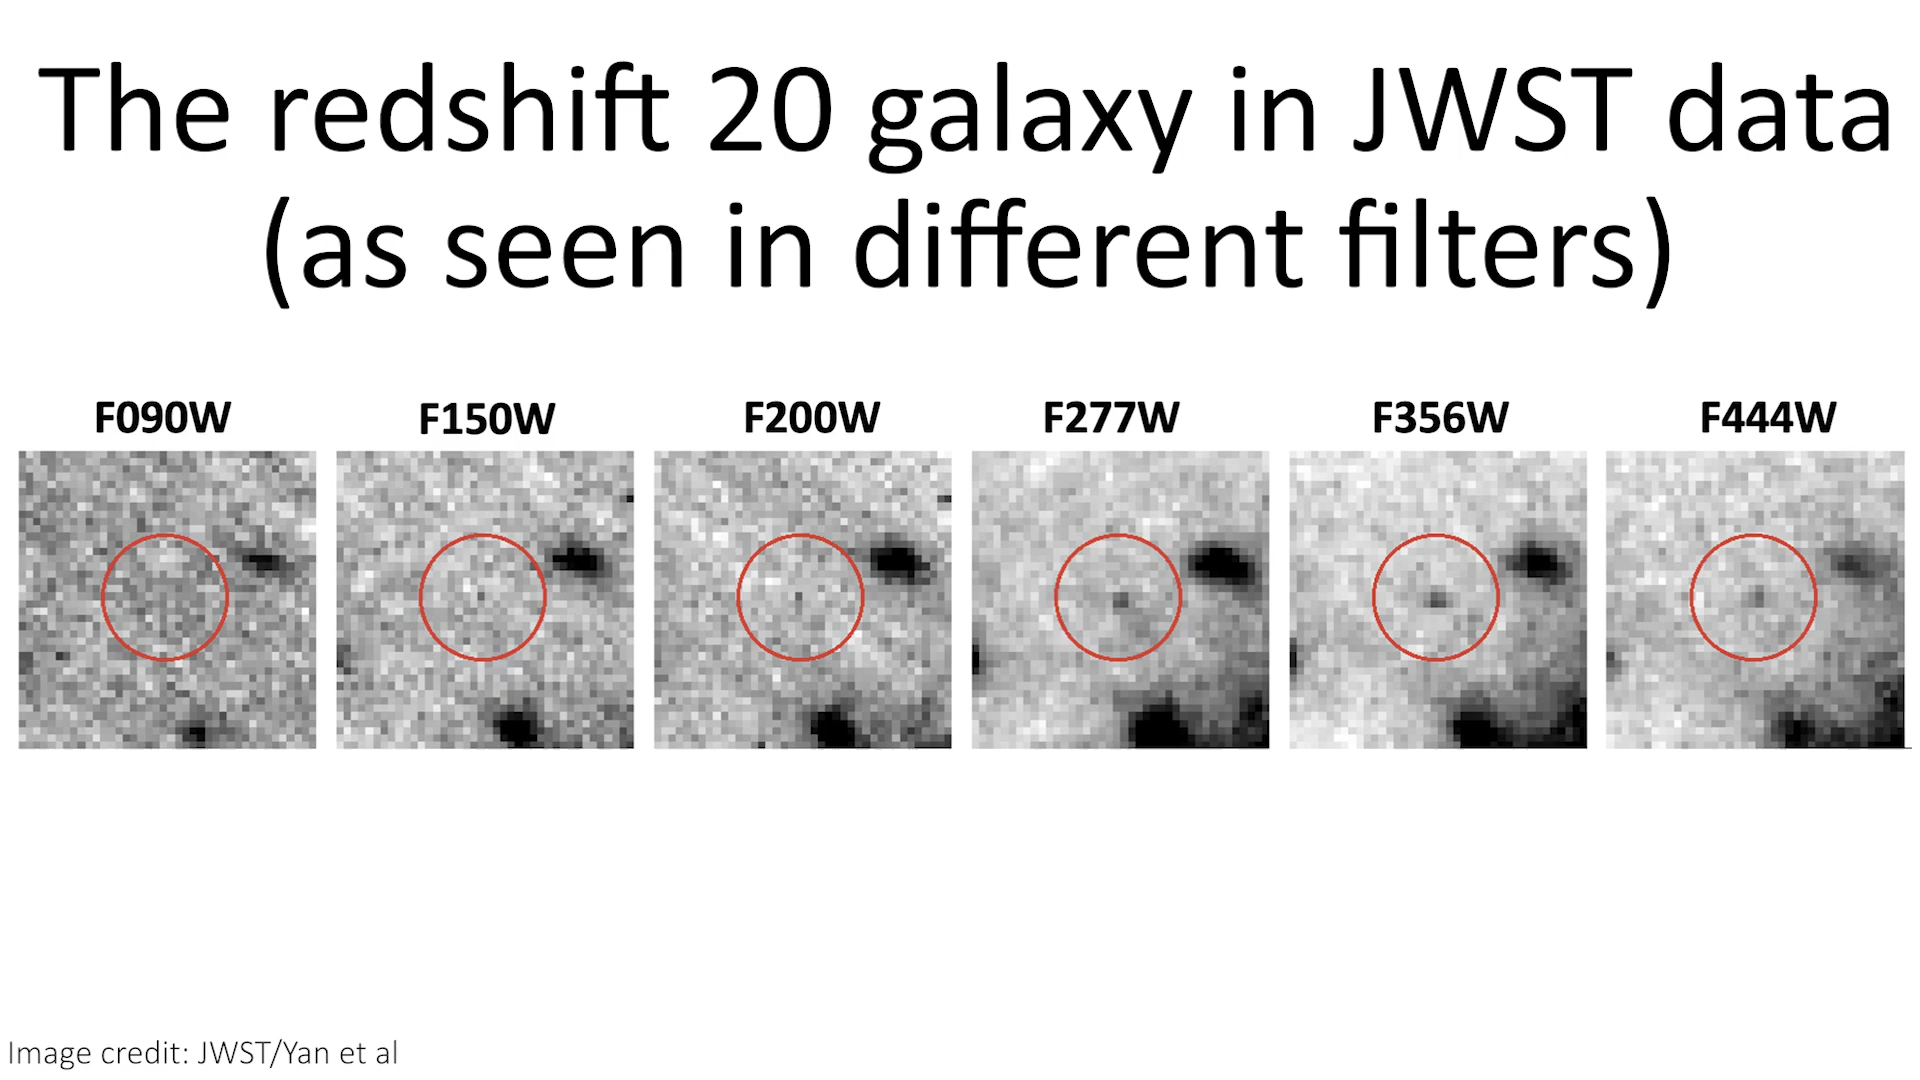 The redshift 20 galaxy in JWST data
(as seen in different filters)
F090W F150W F200W F277W F356W F444W
Image credit: JWST/Yan et al